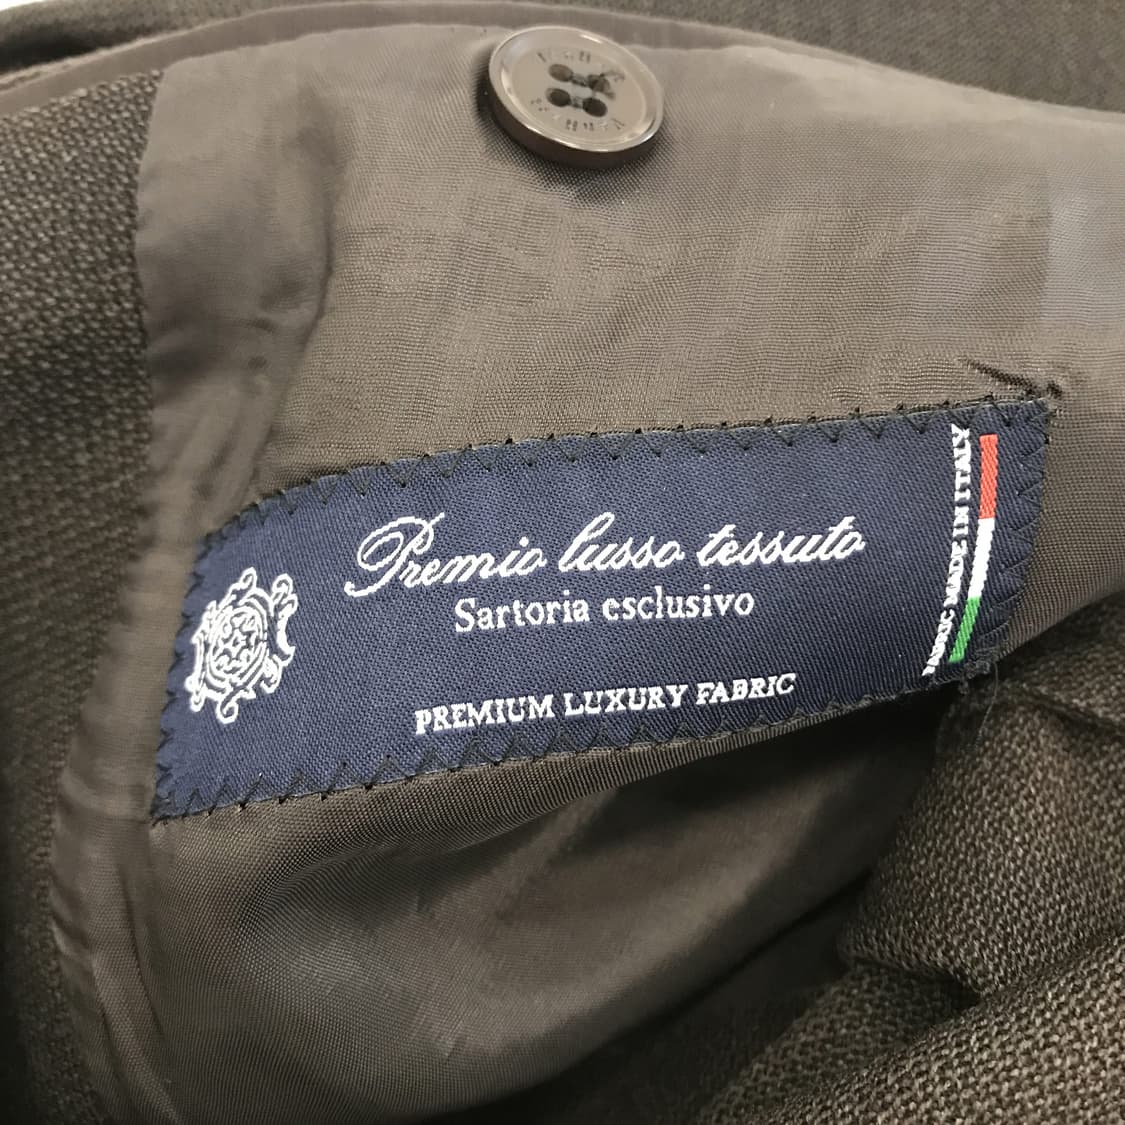 Premio lusso tessuto
Sartoria esclusivo
PREMIUM LUXURY FABRIC
FABRIC MADE IN ITALY